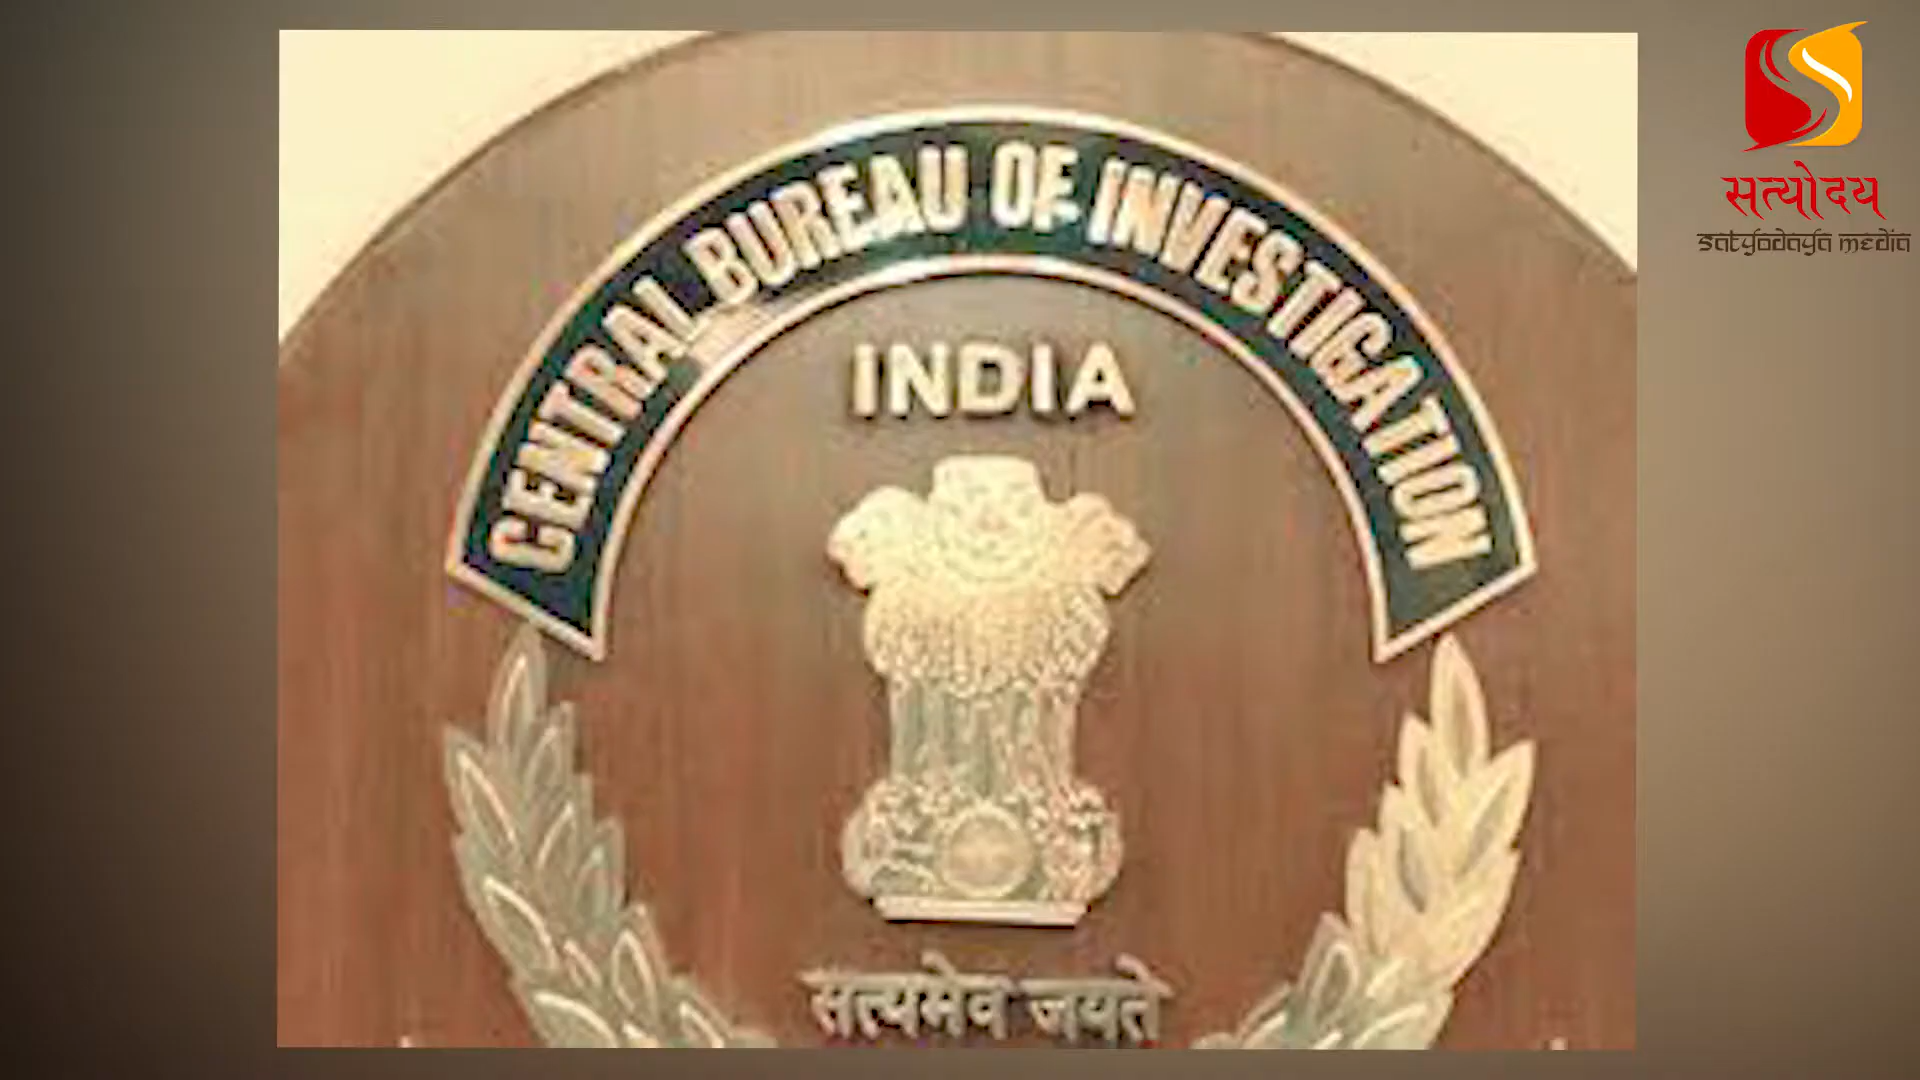 CENTRAL BUREAU OF INVESTIGATION
INDIA
सत्यमेव जयते
सत्योदय
SATYODAYA MEDIA